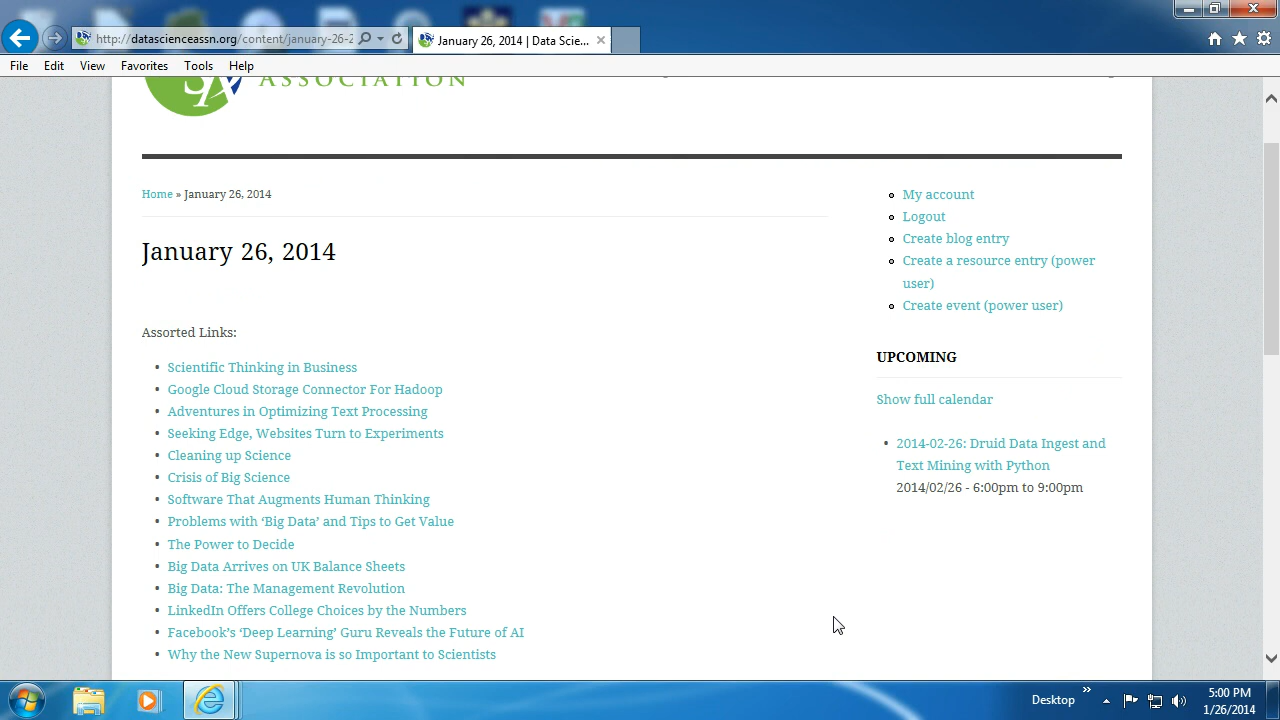 http://datascienceassn.org/content/january-26-2
January 26, 2014 | Data Scie...
File Edit View Favorites Tools Help
ASSOCIATION
Home » January 26, 2014
January 26, 2014
Assorted Links:
• Scientific Thinking in Business
• Google Cloud Storage Connector For Hadoop
• Adventures in Optimizing Text Processing
• Seeking Edge, Websites Turn to Experiments
• Cleaning up Science
• Crisis of Big Science
• Software That Augments Human Thinking
• Problems with ‘Big Data’ and Tips to Get Value
• The Power to Decide
• Big Data Arrives on UK Balance Sheets
• Big Data: The Management Revolution
• LinkedIn Offers College Choices by the Numbers
• Facebook’s ‘Deep Learning’ Guru Reveals the Future of AI
• Why the New Supernova is so Important to Scientists
My account
Logout
Create blog entry
Create a resource entry (power
user)
Create event (power user)
UPCOMING
Show full calendar
• 2014-02-26: Druid Data Ingest and
Text Mining with Python
2014/02/26 - 6:00pm to 9:00pm
Desktop
5:00 PM
1/26/2014